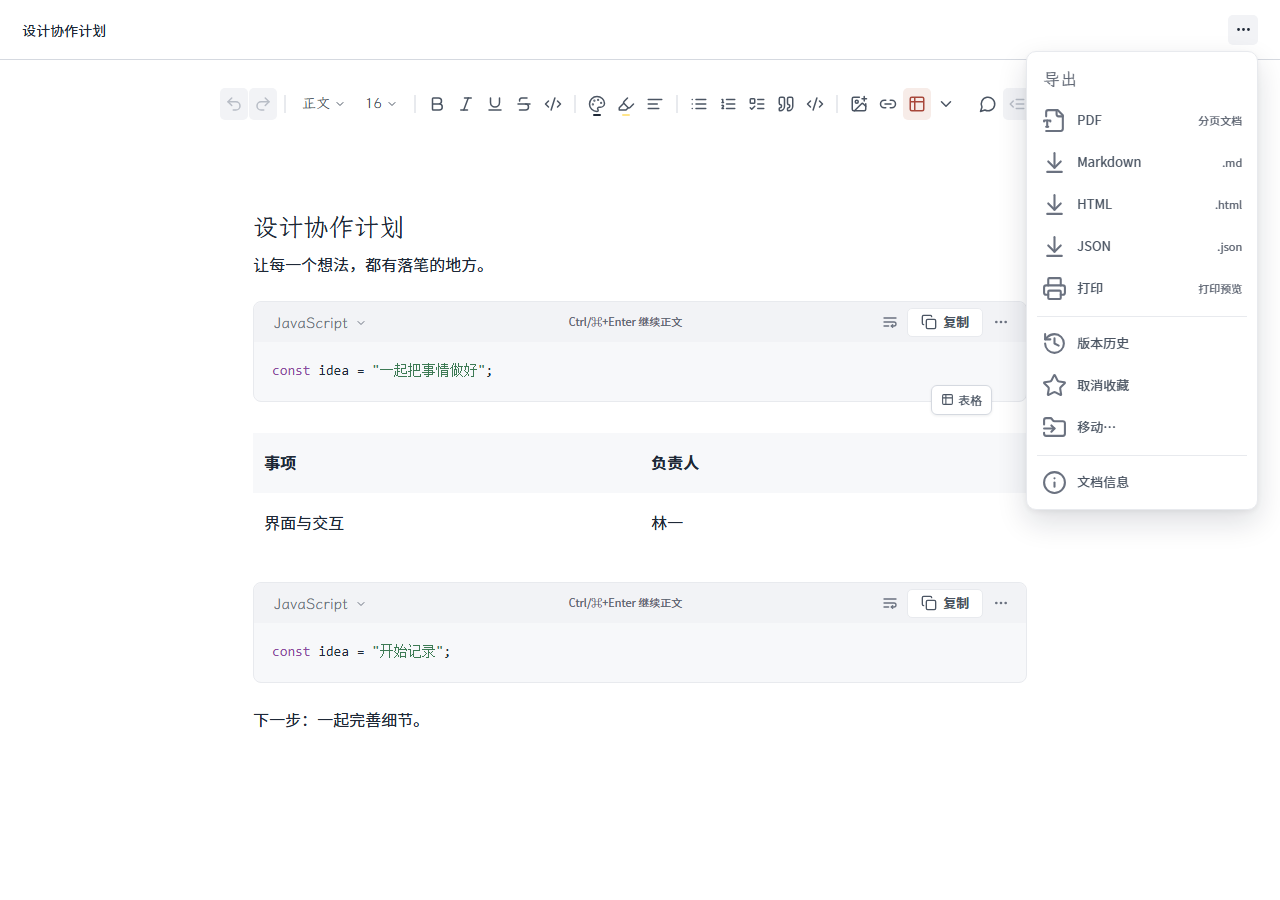 设计协作计划
正文
16
导出
PDF 分页文档
Markdown .md
HTML .html
JSON .json
打印 打印预览
版本历史
取消收藏
移动…
文档信息
设计协作计划
让每一个想法，都有落笔的地方。
JavaScript Ctrl/⌘+Enter 继续正文 复制
const idea = "一起把事情做好";
表格
事项 负责人
界面与交互 林一
JavaScript Ctrl/⌘+Enter 继续正文 复制
const idea = "开始记录";
下一步：一起完善细节。